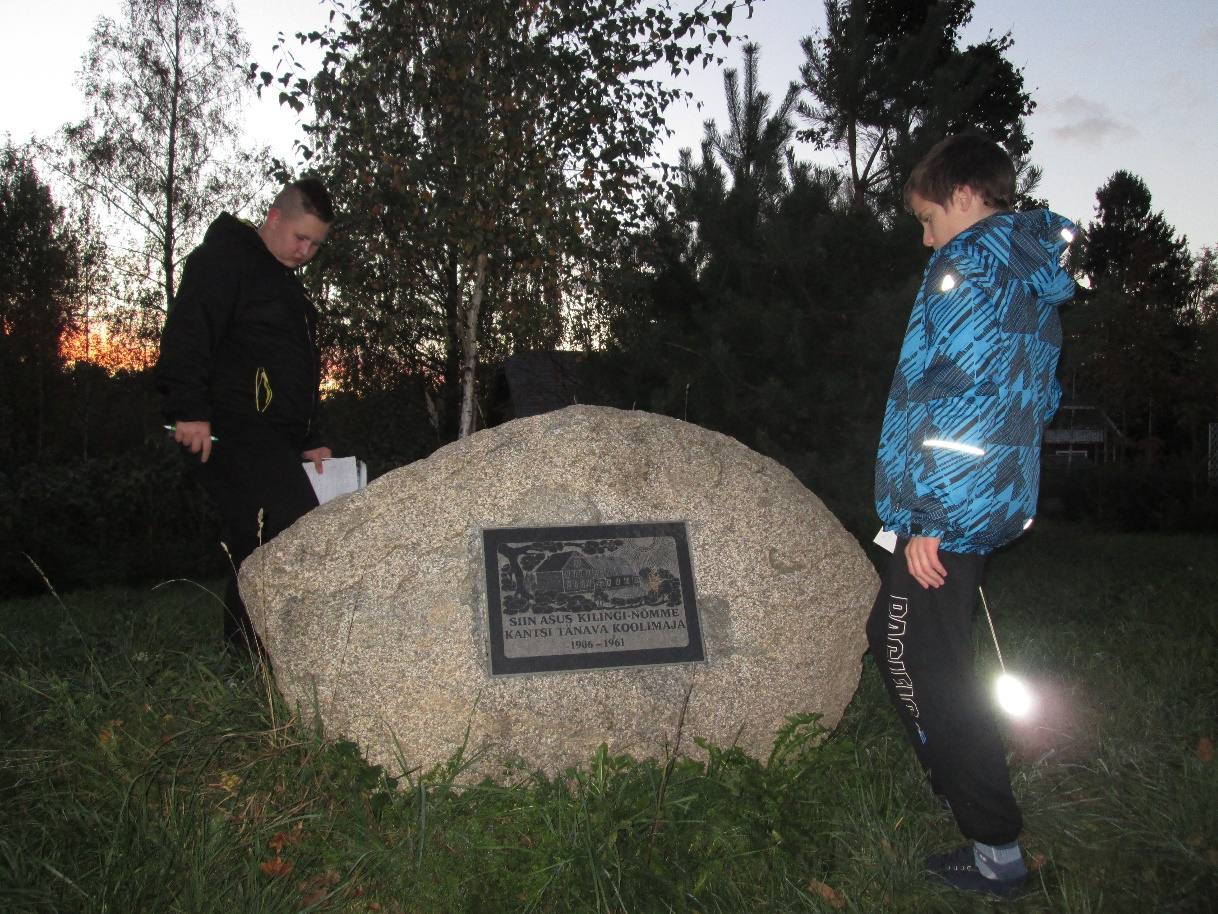 SIIN ASUS KILINGI-NÕMME
KANTSI TÄNAVA KOOLIMAJA
1906 – 1961